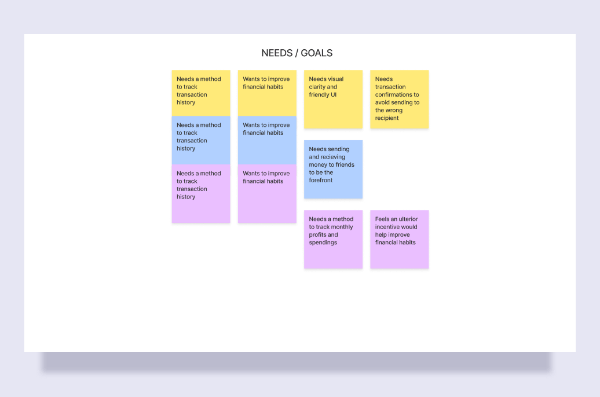 NEEDS / GOALS
Needs a method
to track
transaction
history
Wants to improve
financial habits
Needs visual
clarity and
friendly UI
Needs
transaction
confirmations to
avoid sending to
the wrong
recipient
Needs a method
to track
transaction
history
Wants to improve
financial habits
Needs sending
and recieving
money to friends
to be the
forefront
Needs a method
to track
transaction
history
Wants to improve
financial habits
Needs a method
to track monthly
profits and
spendings
Feels an ulterior
incentive would
help improve
financial habits